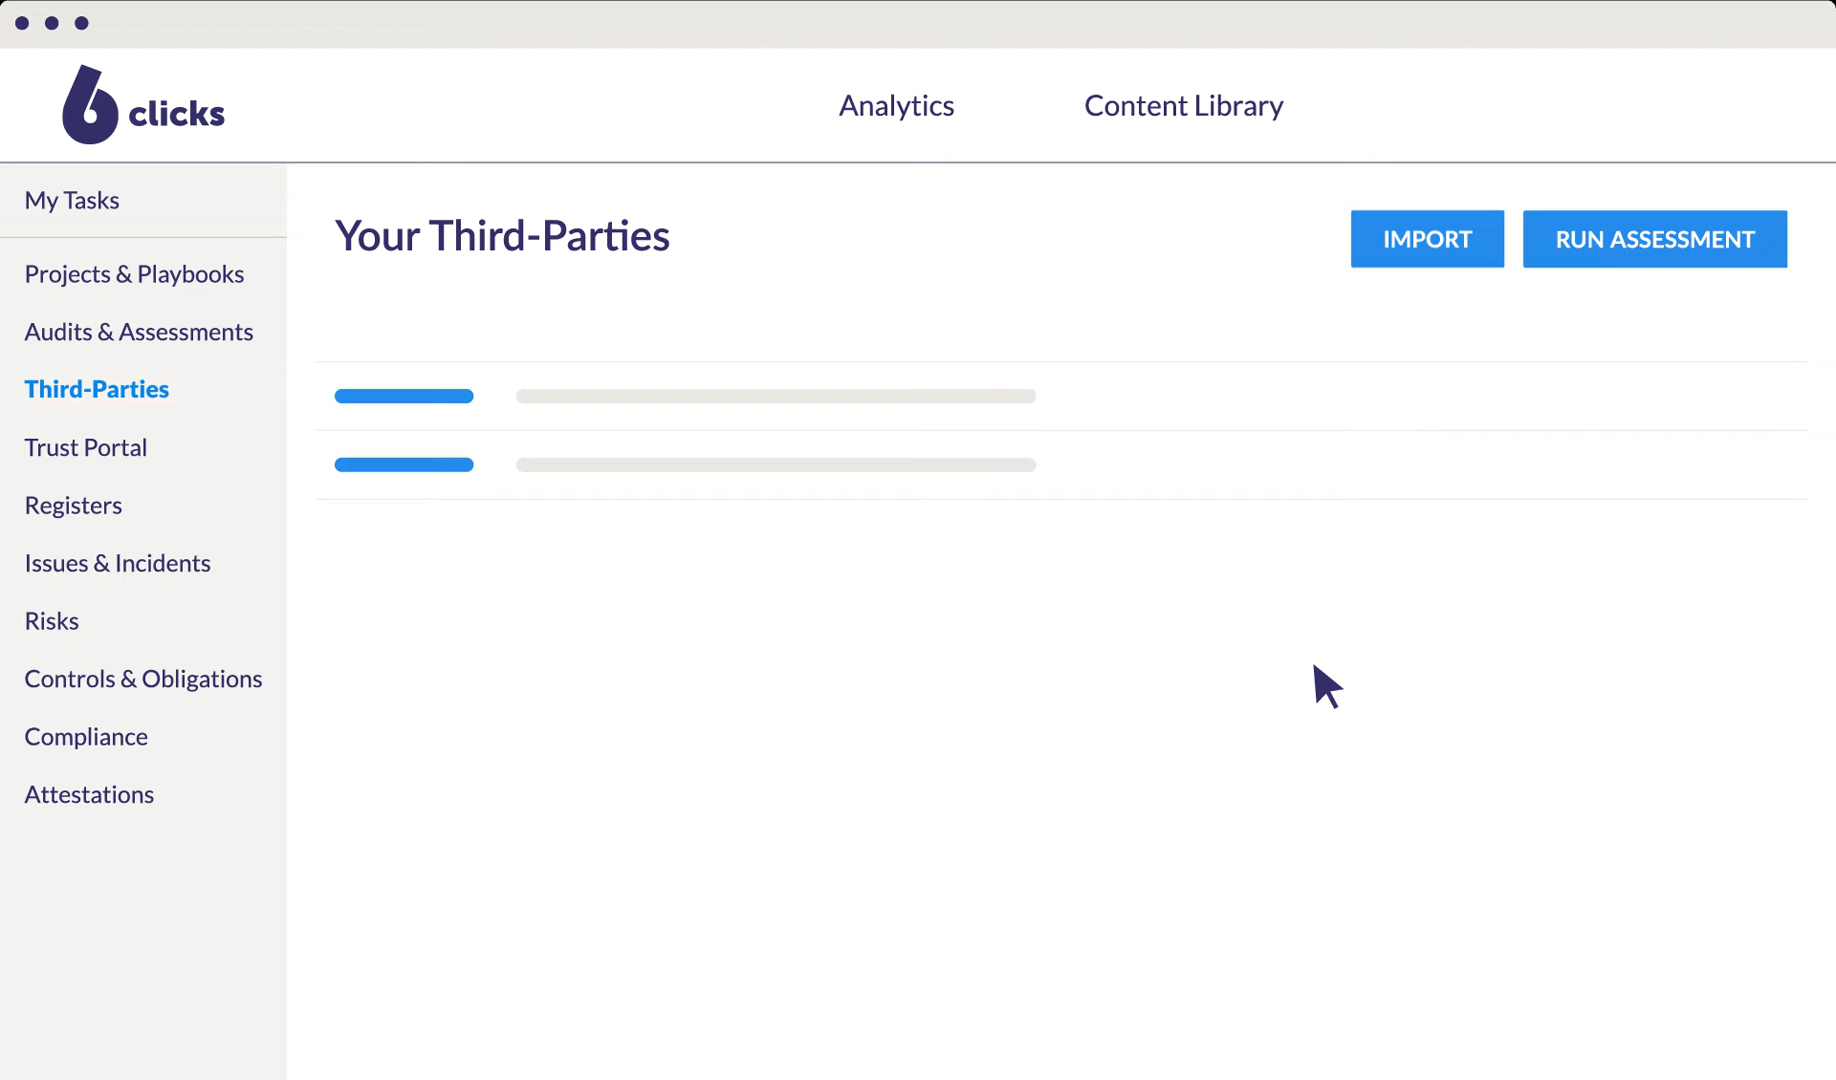 6 clicks
Analytics
Content Library
My Tasks
Projects & Playbooks
Audits & Assessments
Third-Parties
Trust Portal
Registers
Issues & Incidents
Risks
Controls & Obligations
Compliance
Attestations
Your Third-Parties
IMPORT
RUN ASSESSMENT